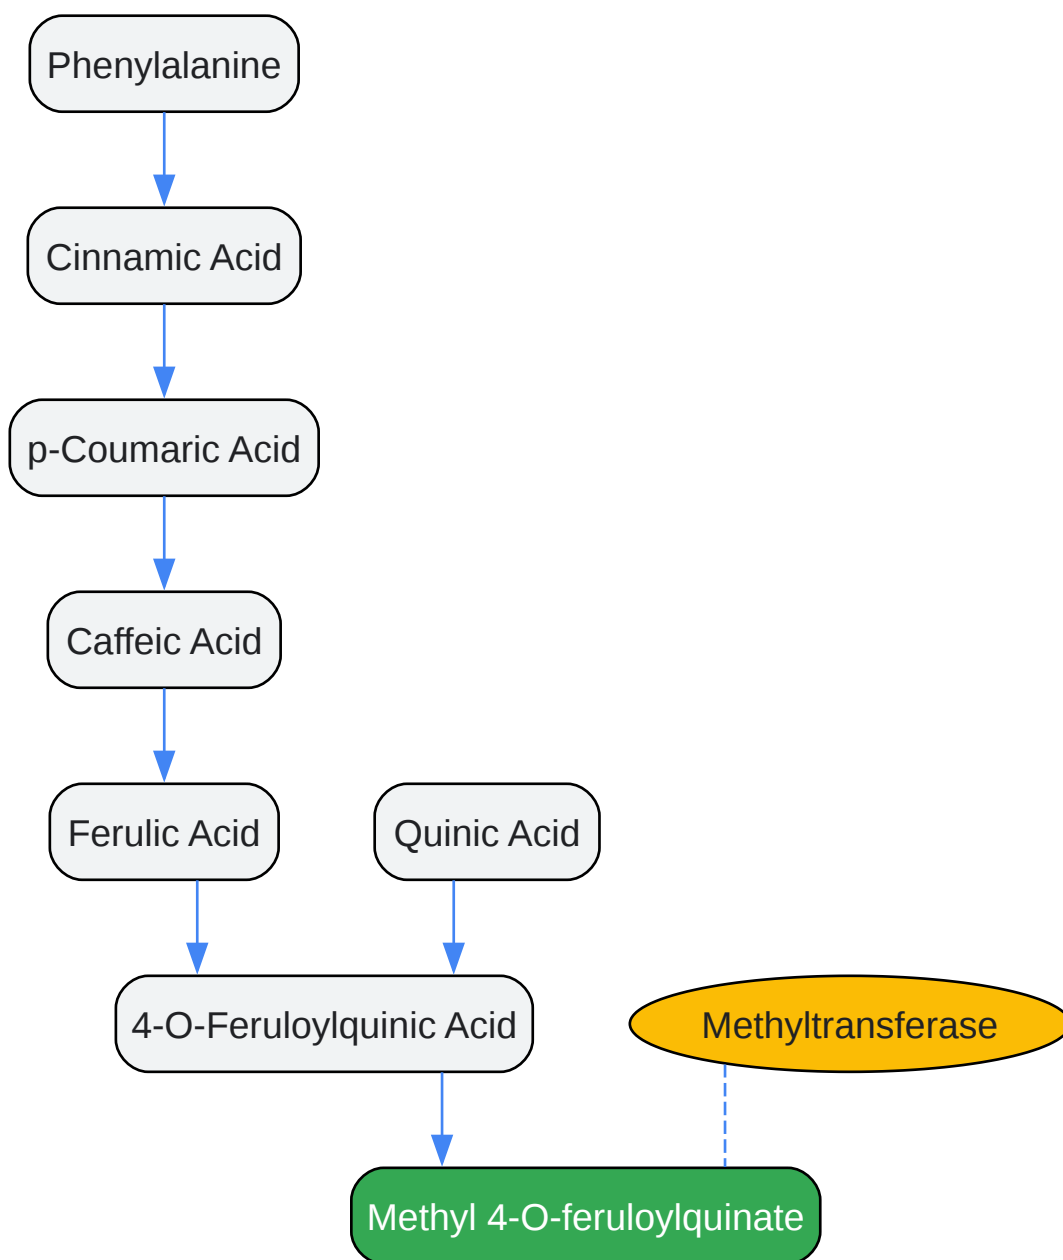 Phenylalanine
Cinnamic Acid
p-Coumaric Acid
Caffeic Acid
Ferulic Acid
Quinic Acid
4-O-Feruloylquinic Acid
Methyltransferase
Methyl 4-O-feruloylquinate